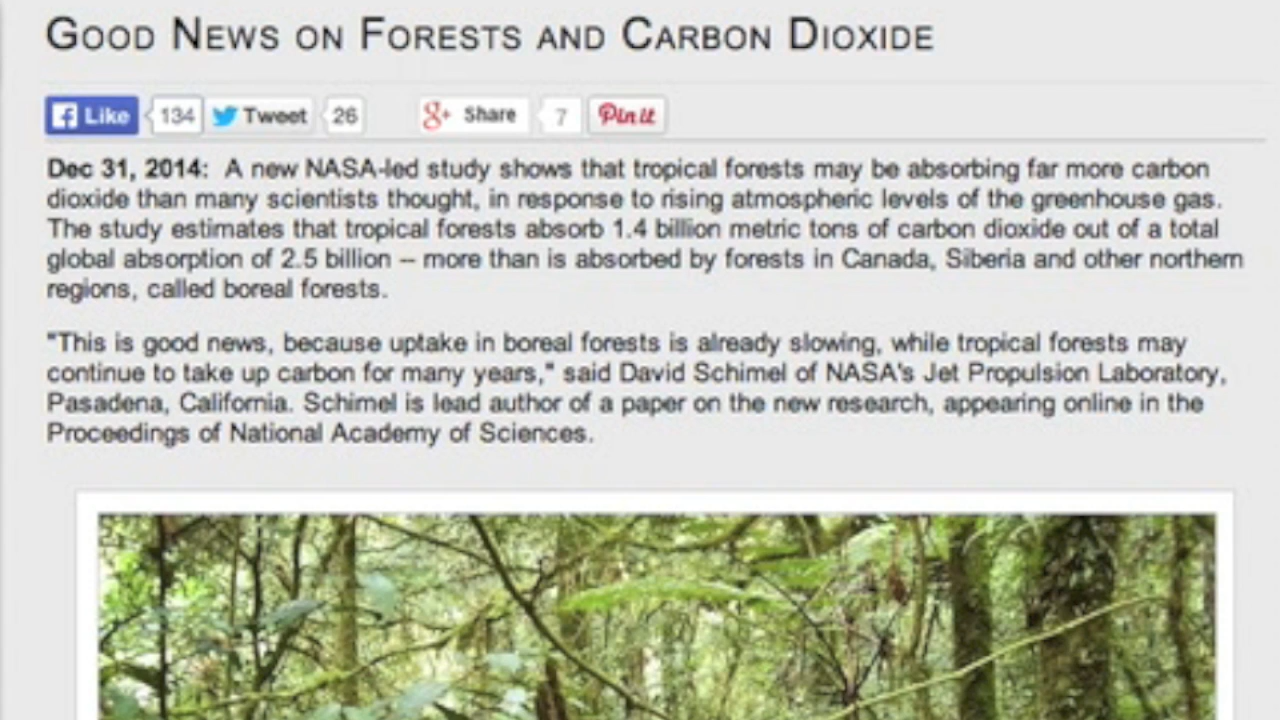 Good News on Forests and Carbon Dioxide
Like 134 Tweet 26 Share 7 Pin it
Dec 31, 2014: A new NASA-led study shows that tropical forests may be absorbing far more carbon
dioxide than many scientists thought, in response to rising atmospheric levels of the greenhouse gas.
The study estimates that tropical forests absorb 1.4 billion metric tons of carbon dioxide out of a total
global absorption of 2.5 billion – more than is absorbed by forests in Canada, Siberia and other northern
regions, called boreal forests.
"This is good news, because uptake in boreal forests is already slowing, while tropical forests may
continue to take up carbon for many years," said David Schimel of NASA's Jet Propulsion Laboratory,
Pasadena, California. Schimel is lead author of a paper on the new research, appearing online in the
Proceedings of National Academy of Sciences.